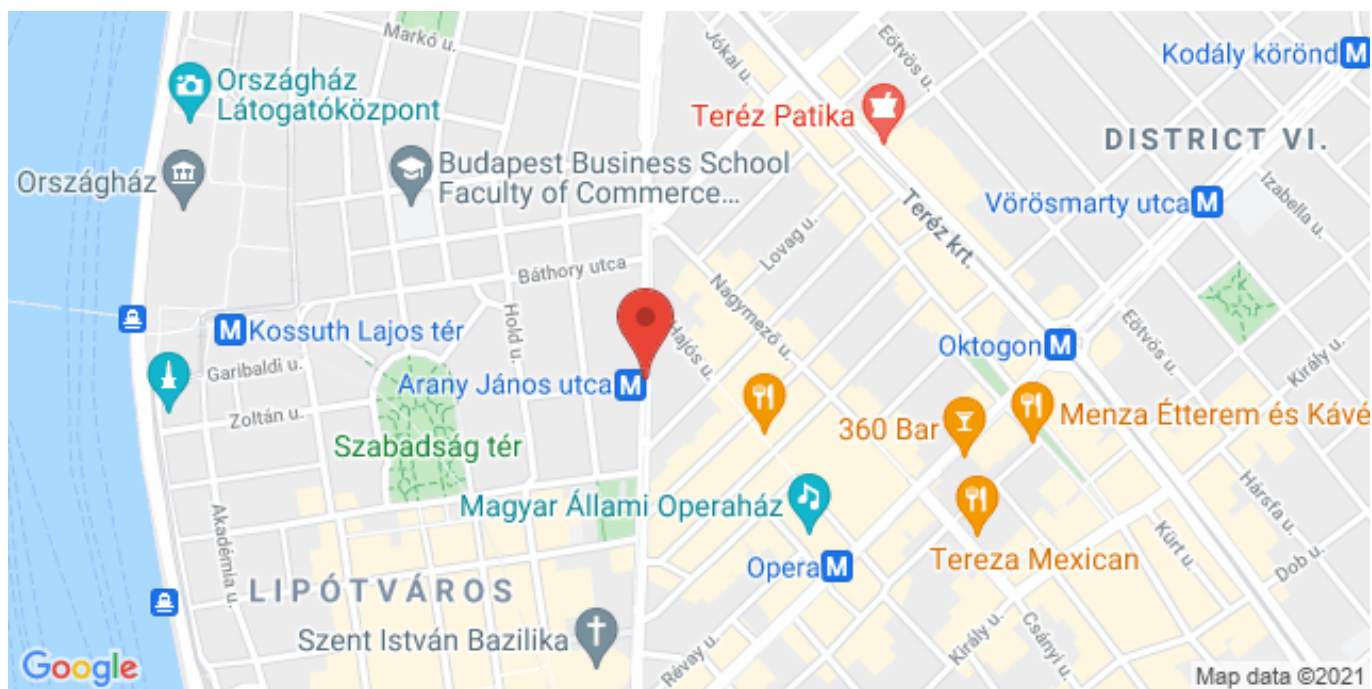 Markó u.
Jókai u.
Eötvös u.
Kodály körönd
M
Országház
Látogatóközpont
Teréz Patika
DISTRICT VI.
Budapest Business School
Faculty of Commerce...
Országház
Izabella u.
Vörösmarty utca
M
Teréz krt.
Lovag u.
Báthory utca
Nagymező u.
Hold u.
Hajós u.
M
Kossuth Lajos tér
Oktogon
M
Eötvös u.
Király u.
Garibaldi u.
Arany János utca
M
Zoltán u.
360 Bar
Menza Étterem és Kávé
Szabadság tér
Magyar Állami Operaház
Hársfa u.
Akadémia u.
Tereza Mexican
Kürt u.
Dob u.
Opera
M
LIPÓTVÁROS
Szent István Bazilika
Révay u.
Király u.
Csányi u.
Google
Map data ©2021